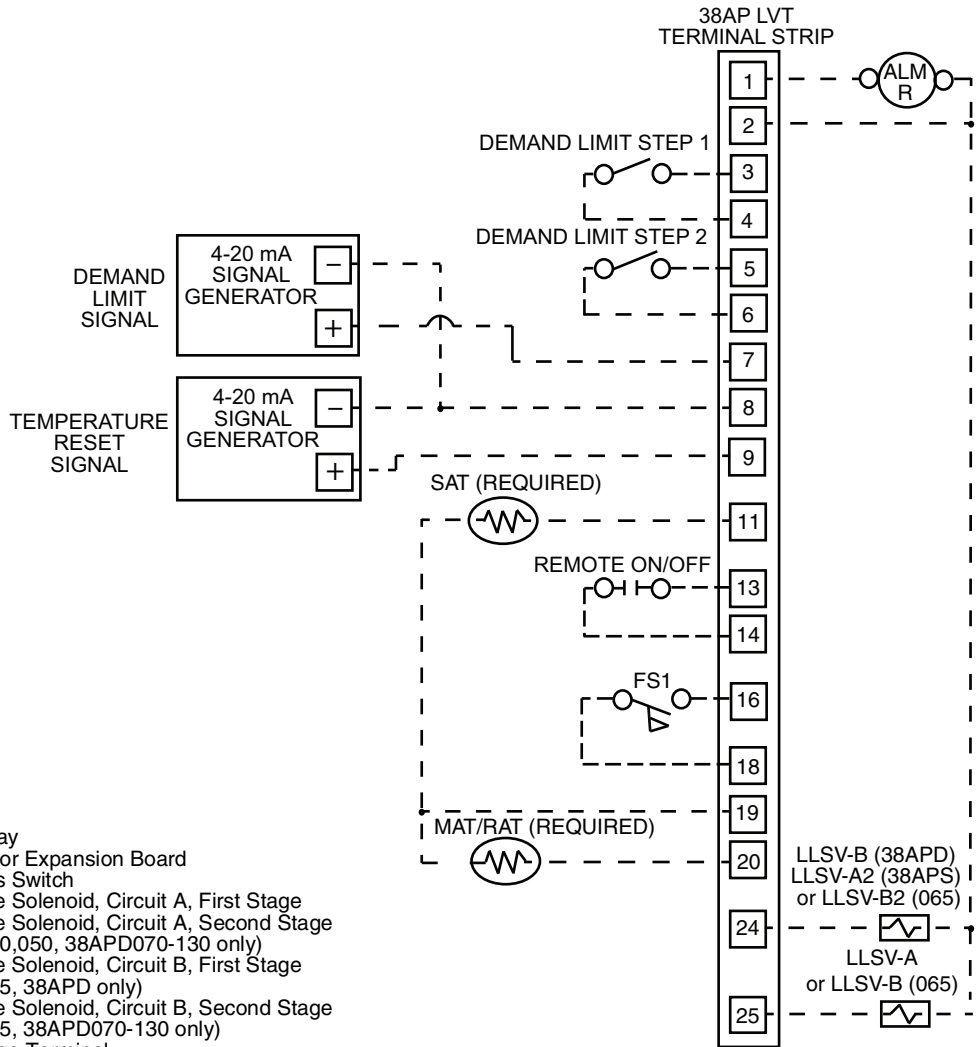 38AP LVT
TERMINAL STRIP
1
ALM
R
2
DEMAND LIMIT STEP 1
3
4
DEMAND LIMIT STEP 2
5
6
DEMAND
LIMIT
SIGNAL
4-20 mA
SIGNAL
GENERATOR
−
+
7
TEMPERATURE
RESET
SIGNAL
4-20 mA
SIGNAL
GENERATOR
−
+
8
9
SAT (REQUIRED)
11
REMOTE ON/OFF
13
14
FS1
16
18
19
MAT/RAT (REQUIRED)
20
LLSV-B (38APD)
LLSV-A2 (38APS)
or LLSV-B2 (065)
24
LLSV-A
or LLSV-B (065)
25
ay
or Expansion Board
s Switch
e Solenoid, Circuit A, First Stage
e Solenoid, Circuit A, Second Stage
0,050, 38APD070-130 only)
e Solenoid, Circuit B, First Stage
5, 38APD only)
e Solenoid, Circuit B, Second Stage
5, 38APD070-130 only)